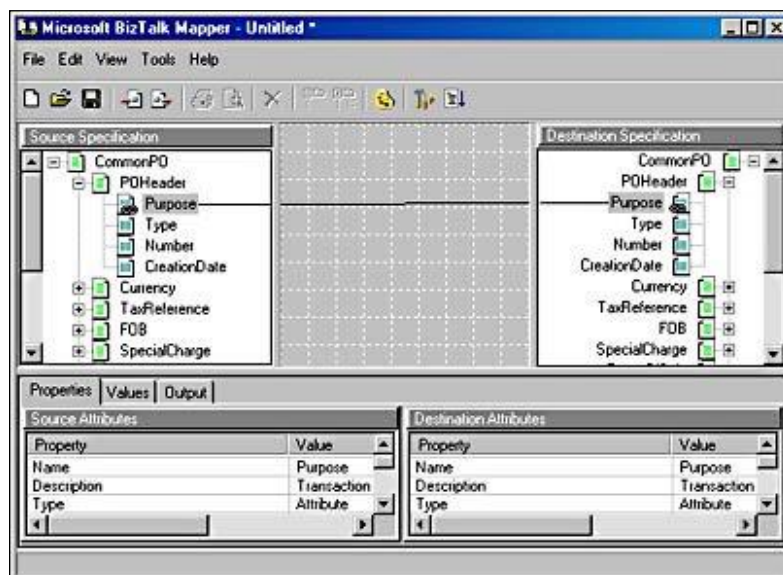 Microsoft BizTalk Mapper - Untitled *
File Edit View Tools Help
Source Specification
CommonPO
POHeader
Purpose
Type
Number
CreationDate
Currency
TaxReference
FOB
SpecialCharge
Destination Specification
CommonPO
POHeader
Purpose
Type
Number
CreationDate
Currency
TaxReference
FOB
SpecialCharge
Properties Values Output
Source Attributes
Property Value
Name Purpose
Description Transaction
Type Attribute
Destination Attributes
Property Value
Name Purpose
Description Transaction
Type Attribute